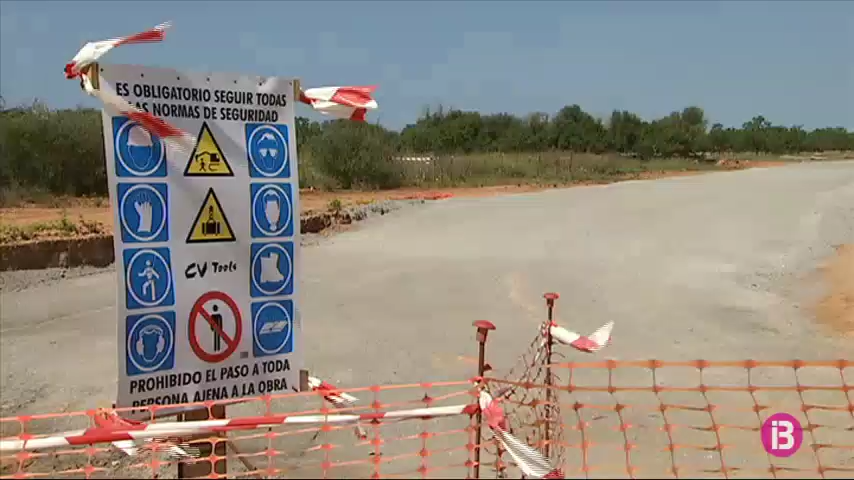 ES OBLIGATORIO SEGUIR TODAS
LAS NORMAS DE SEGURIDAD
CV Tools
PROHIBIDO EL PASO A TODA
PERSONA AJENA A LA OBRA
iB